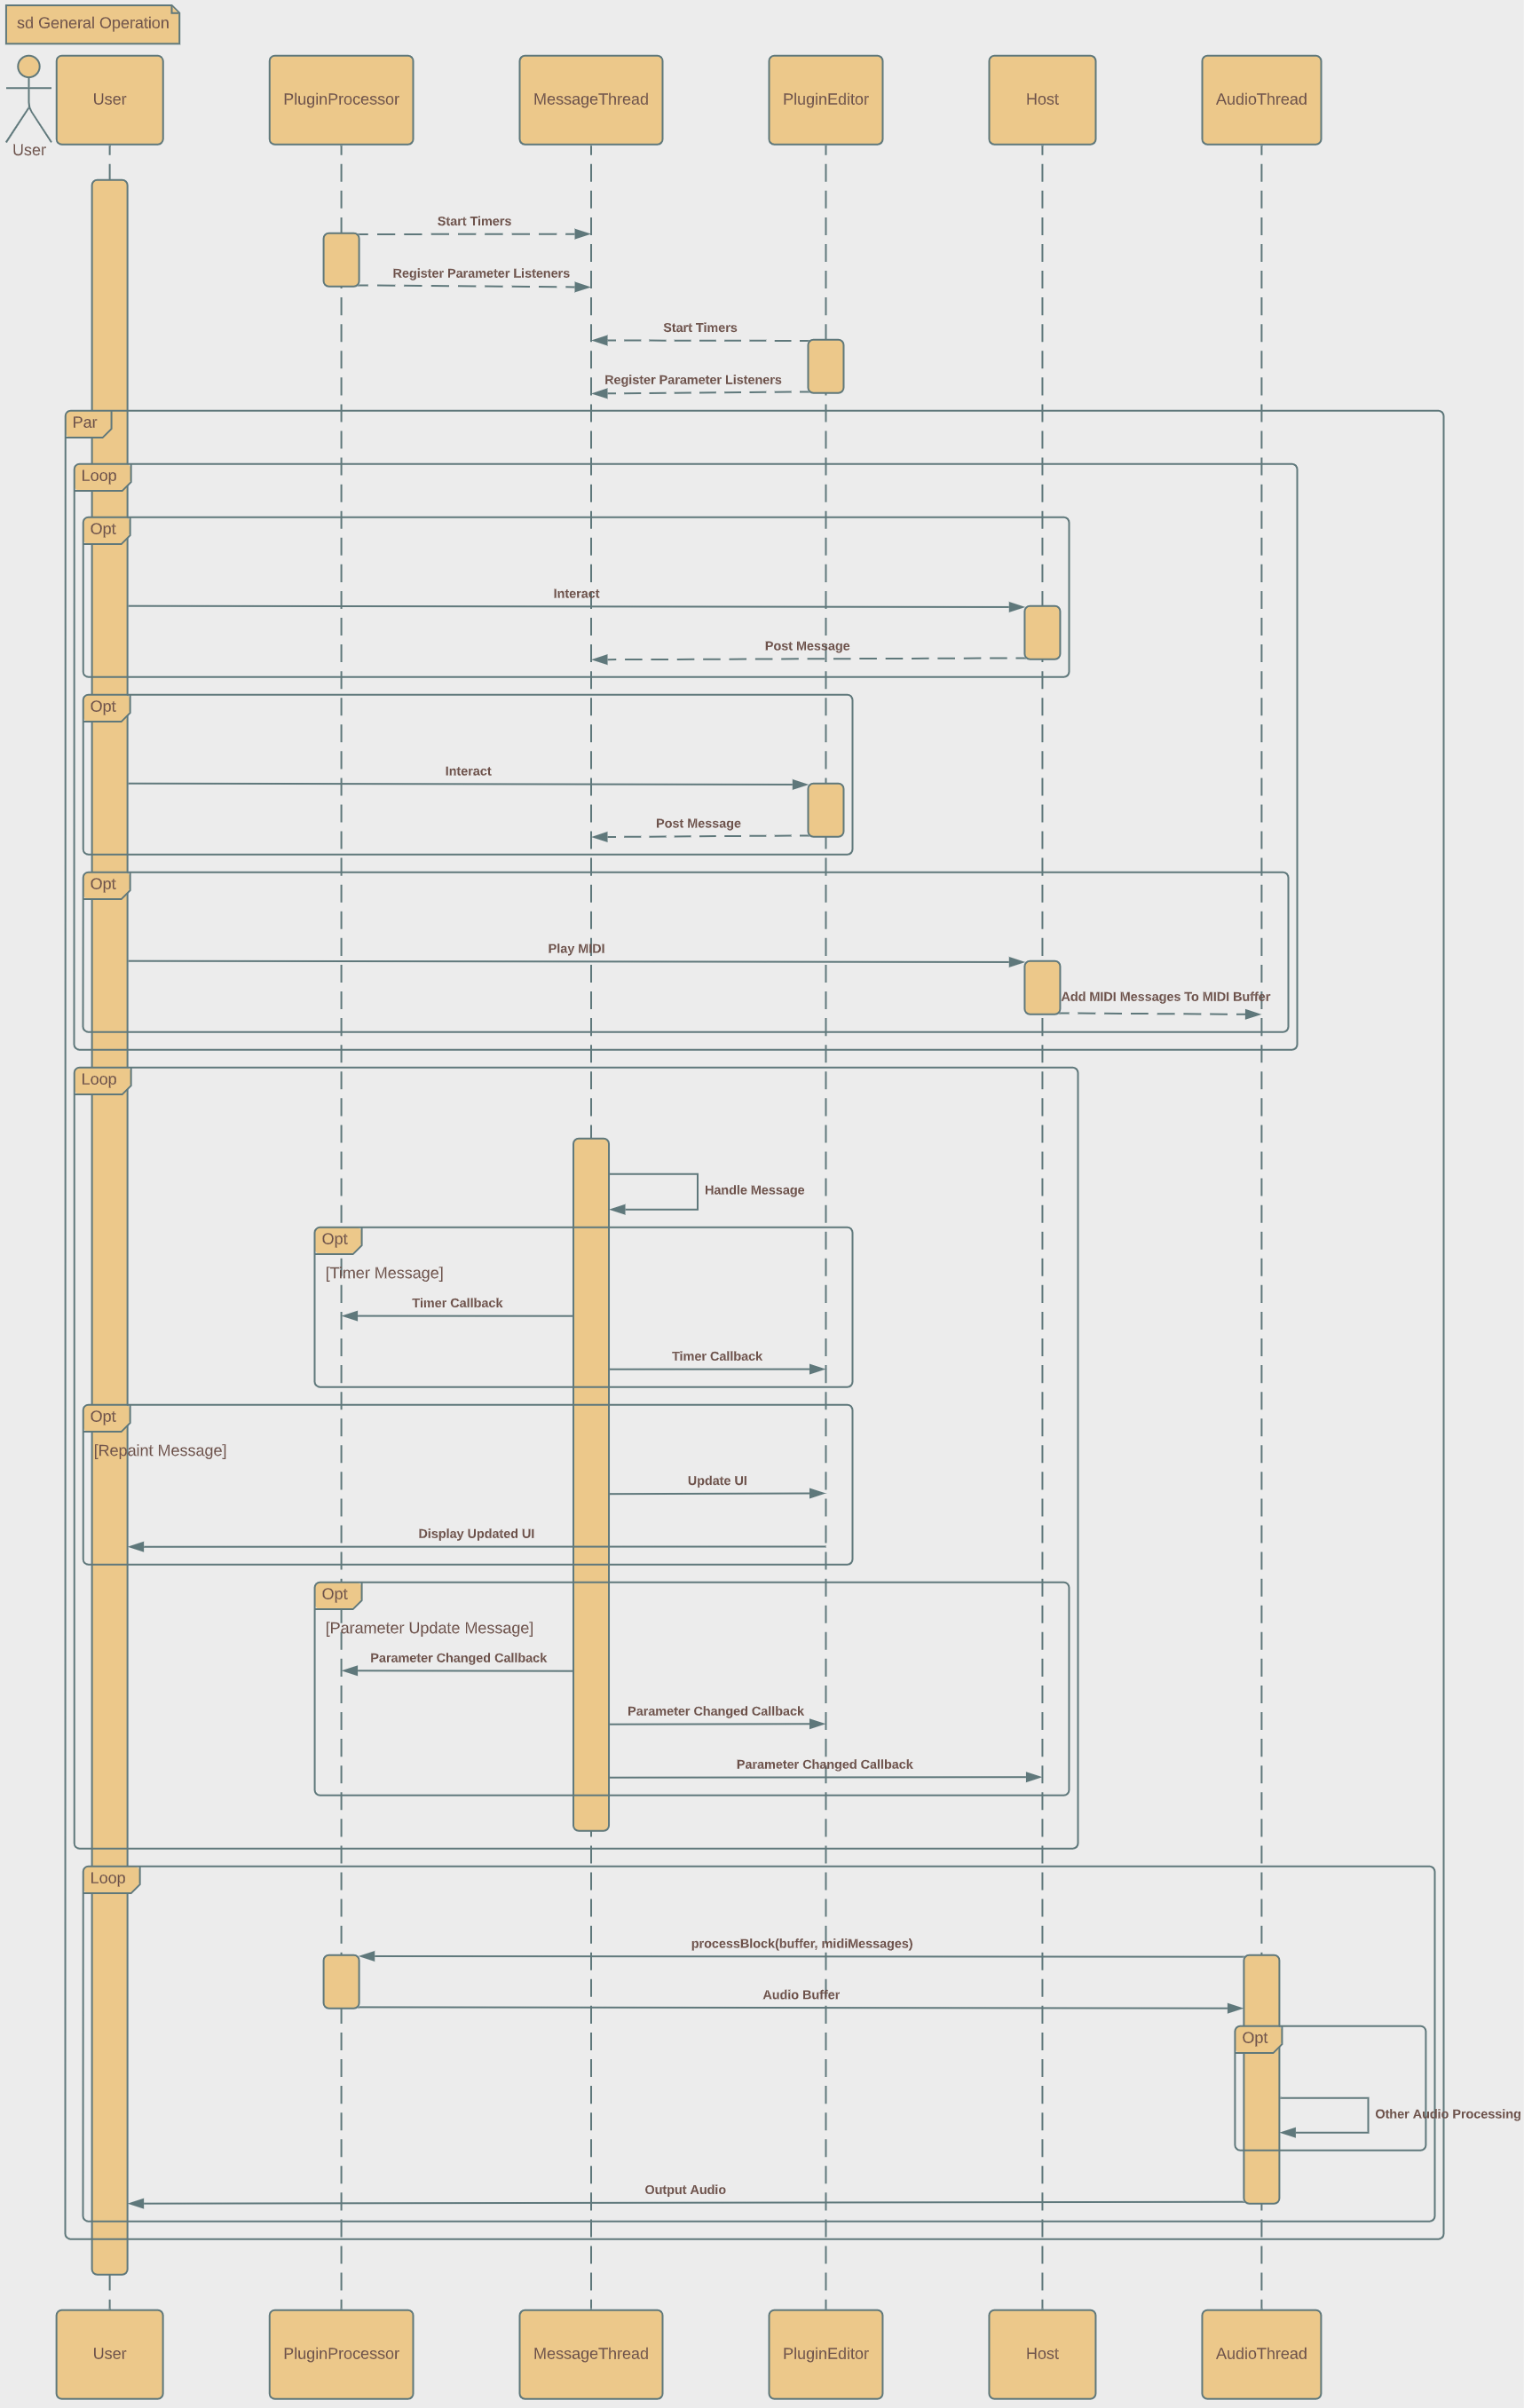 sd General Operation
User
User
PluginProcessor
MessageThread
PluginEditor
Host
AudioThread
Start Timers
Register Parameter Listeners
Start Timers
Register Parameter Listeners
Par
Loop
Opt
Interact
Post Message
Opt
Interact
Post Message
Opt
Play MIDI
Add MIDI Messages To MIDI Buffer
Loop
Handle Message
Opt
[Timer Message]
Timer Callback
Timer Callback
Opt
[Repaint Message]
Update UI
Display Updated UI
Opt
[Parameter Update Message]
Parameter Changed Callback
Parameter Changed Callback
Parameter Changed Callback
Loop
processBlock(buffer, midiMessages)
Audio Buffer
Opt
Other Audio Processing
Output Audio
User
PluginProcessor
MessageThread
PluginEditor
Host
AudioThread